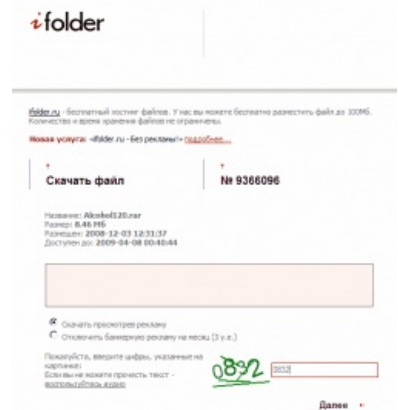 ifolder
ifolder.ru - бесплатный хостинг файлов. У нас вы можете бесплатно разместить файл до 100Мб.
Количество и время хранения файлов не ограничены.
Новая услуга: «ifolder.ru - Без рекламы!» подробнее...
Скачать файл
№ 9366096
Название: Alcohol120.rar
Размер: 8.46 Мб
Размещен: 2008-12-03 12:31:37
Доступен до: 2009-04-08 00:40:44
Скачать просмотрев рекламу
Отключить баннерную рекламу на месяц (3 у.е.)
Пожалуйста, введите цифры, указанные на
картинке:
Если вы не можете прочесть текст -
воспользуйтесь аудио
0892
0832
Далее